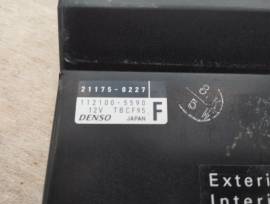 21175-0227
112100-5590
12V TBCF95
DENSO JAPAN
F
Exteri
Interi